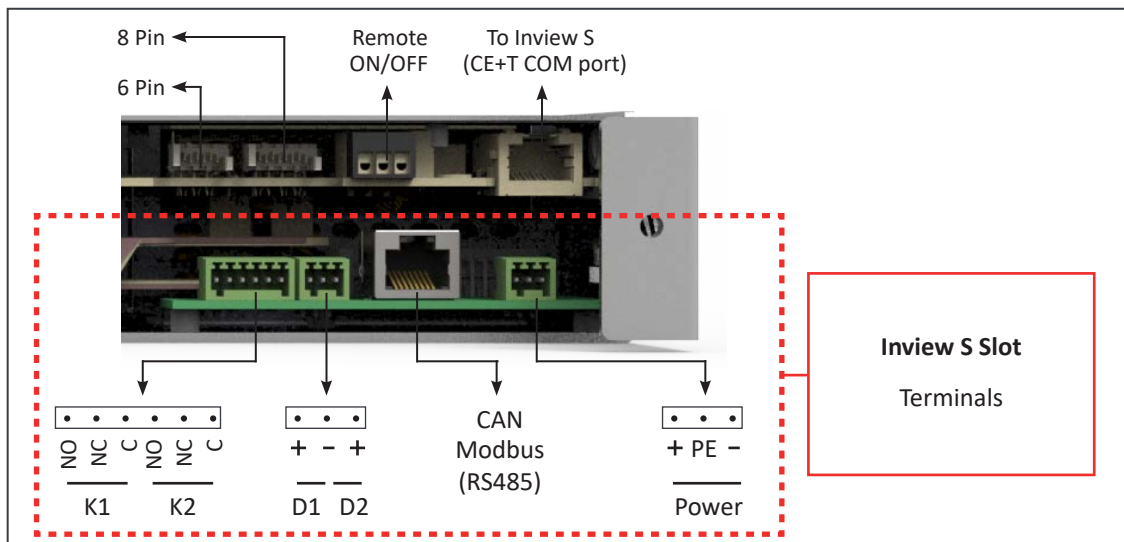 8 Pin
6 Pin
Remote
ON/OFF
To Inview S
(CE+T COM port)
Inview S Slot
Terminals
NO NC C NO NC C
K1 K2
+ − +
D1 D2
CAN
Modbus
(RS485)
+ PE −
Power